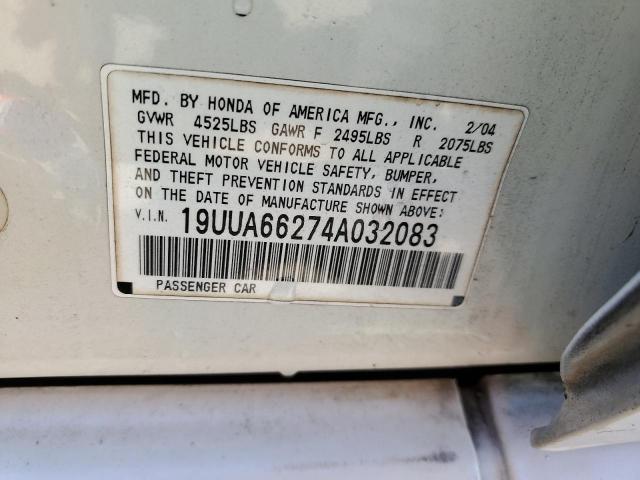 MFD. BY HONDA OF AMERICA MFG., INC. 2/04
GVWR 4525LBS GAWR F 2495LBS R 2075LBS
THIS VEHICLE CONFORMS TO ALL APPLICABLE
FEDERAL MOTOR VEHICLE SAFETY, BUMPER,
AND THEFT PREVENTION STANDARDS IN EFFECT
ON THE DATE OF MANUFACTURE SHOWN ABOVE:
V.I.N. 19UUA66274A032083
PASSENGER CAR